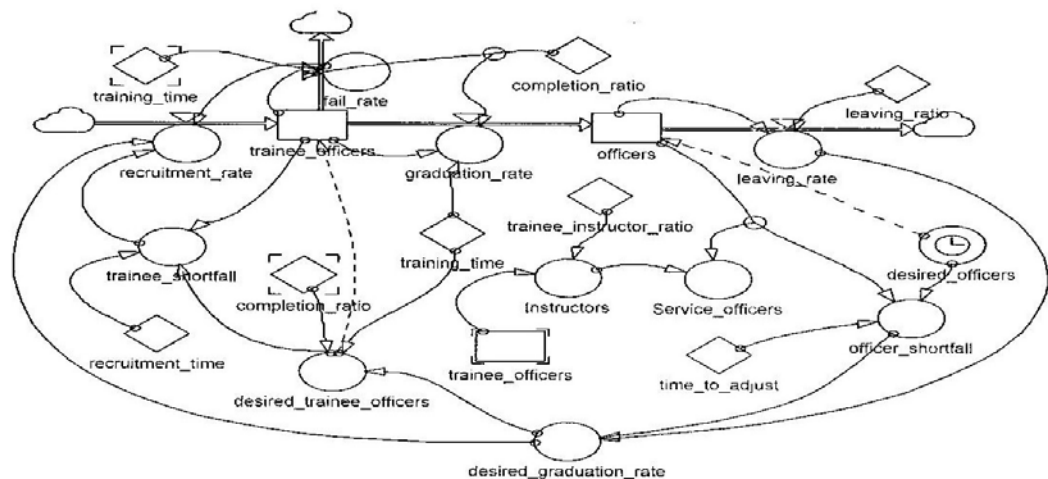 training_time
fail_rate
completion_ratio
leaving_ratio
trainee_officers
officers
recruitment_rate
graduation_rate
leaving_rate
trainee_instructor_ratio
trainee_shortfall
training_time
desired_officers
completion_ratio
Instructors
Service_officers
officer_shortfall
recruitment_time
trainee_officers
time_to_adjust
desired_trainee_officers
desired_graduation_rate